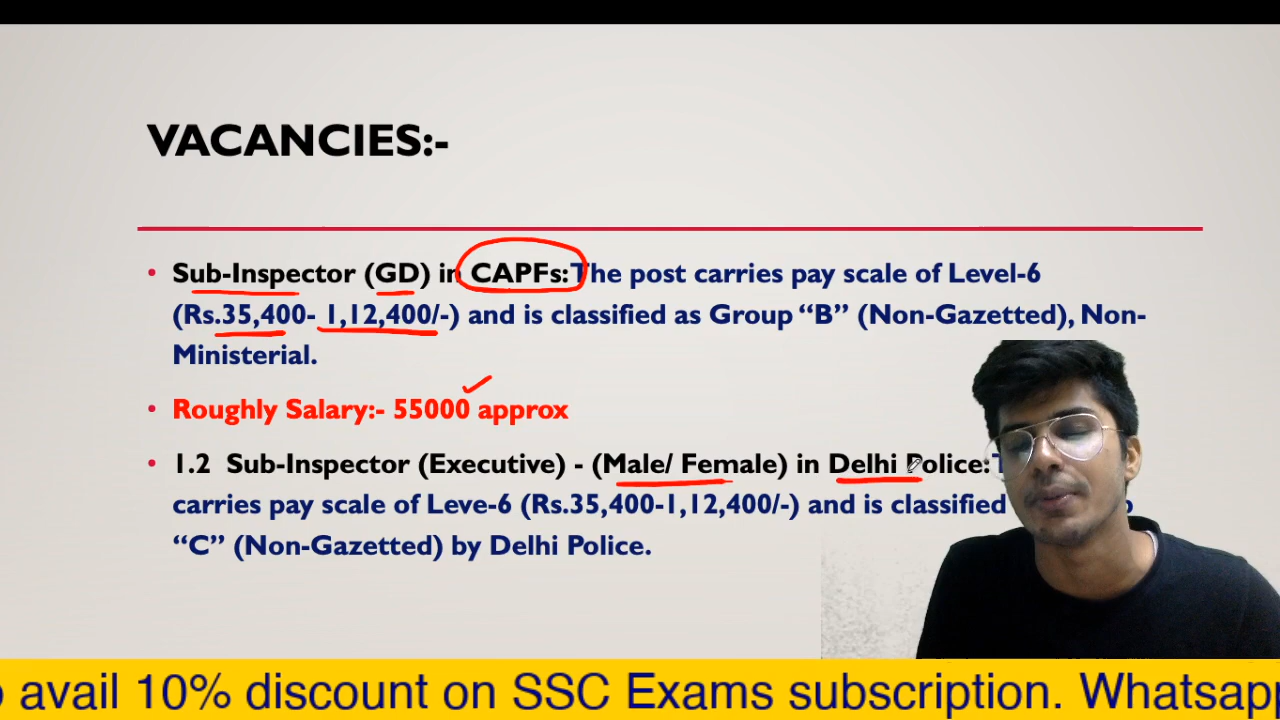 VACANCIES:-
• Sub-Inspector (GD) in CAPFs: The post carries pay scale of Level-6
(Rs.35,400- 1,12,400/-) and is classified as Group “B” (Non-Gazetted), Non-
Ministerial.
• Roughly Salary:- 55000 approx
• 1.2 Sub-Inspector (Executive) - (Male/ Female) in Delhi Police:
carries pay scale of Leve-6 (Rs.35,400-1,12,400/-) and is classified
“C” (Non-Gazetted) by Delhi Police.
avail 10% discount on SSC Exams subscription. Whatsapp